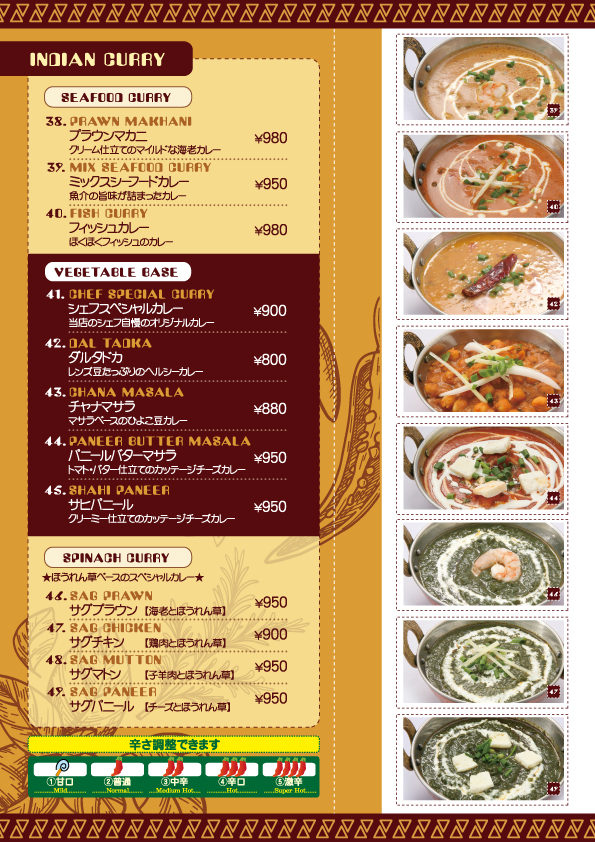 INDIAN CURRY
SEAFOOD CURRY
38. PRAWN MAKHANI
プラウンマカニ ¥980
クリーム仕立てのマイルドな海老カレー
39. MIX SEAFOOD CURRY
ミックスシーフードカレー ¥950
魚介の旨味が詰まったカレー
40. FISH CURRY
フィッシュカレー ¥980
ほくほくフィッシュのカレー
VEGETABLE BASE
41. CHEF SPECIAL CURRY
シェフスペシャルカレー ¥900
当店のシェフ自慢のオリジナルカレー
42. DAL TADKA
ダルタドカ ¥800
レンズ豆たっぷりのヘルシーカレー
43. CHANA MASALA
チャナマサラ ¥880
マサラベースのひよこ豆カレー
44. PANEER BUTTER MASALA
パニールバターマサラ ¥950
トマト・バター仕立てのカッテージチーズカレー
45. SHAHI PANEER
サヒパニール ¥950
クリーミー仕立てのカッテージチーズカレー
SPINACH CURRY
★ほうれん草ベースのスペシャルカレー★
46. SAG PRAWN
サグプラウン 【海老とほうれん草】 ¥950
47. SAG CHICKEN
サグチキン 【鶏肉とほうれん草】 ¥900
48. SAG MUTTON
サグマトン 【子羊肉とほうれん草】 ¥950
49. SAG PANEER
サグパニール 【チーズとほうれん草】 ¥950
辛さ調整できます
①甘口 ②普通 ③中辛 ④辛口 ⑤激辛
Mild Normal Medium Hot Hot Super Hot
39
40
42
43
44
46
47
49